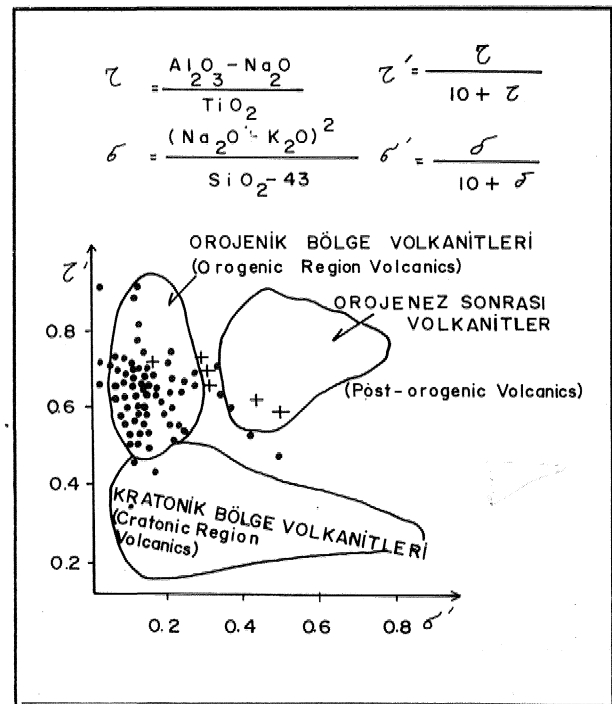 τ = Al2O3 – Na2O / TiO2    τ' = τ / 10 + τ
σ = (Na2O - K2O)2 / SiO2 – 43    σ' = σ / 10 + σ
OROJENİK BÖLGE VOLKANİTLERİ
(Orogenic Region Volcanics)
τ'
OROJENEZ SONRASI
VOLKANİTLER
0.8
(Post-orogenic Volcanics)
0.6
0.4
KRATONİK BÖLGE VOLKANİTLERİ
(Cratonic Region
Volcanics)
0.2
0.2 0.4 0.6 0.8 σ'